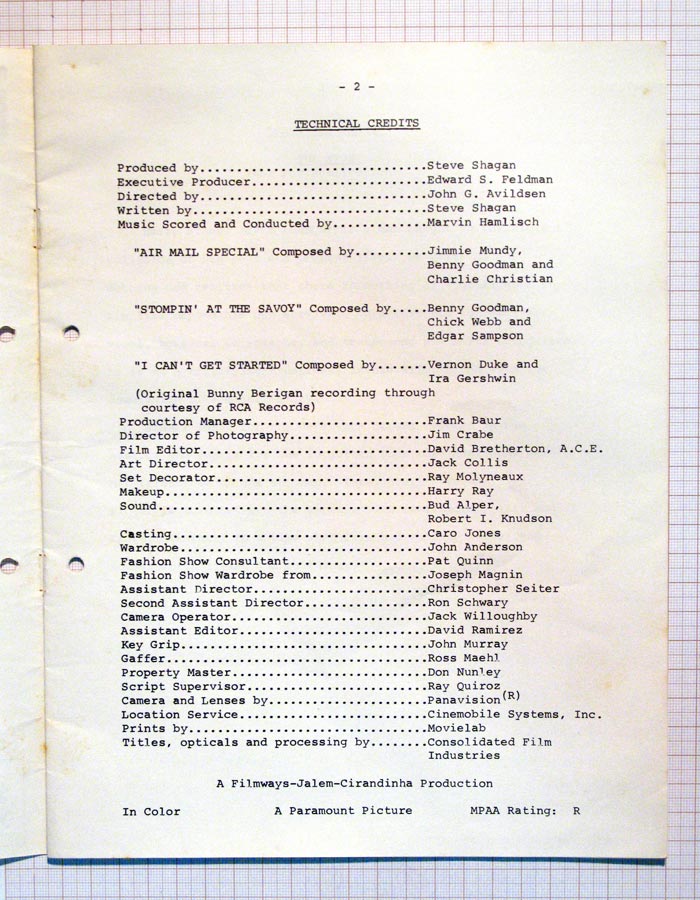 - 2 -
TECHNICAL CREDITS
Produced by..............................Steve Shagan
Executive Producer.......................Edward S. Feldman
Directed by..............................John G. Avildsen
Written by...............................Steve Shagan
Music Scored and Conducted by............Marvin Hamlisch
"AIR MAIL SPECIAL" Composed by..........Jimmie Mundy,
Benny Goodman and
Charlie Christian
"STOMPIN' AT THE SAVOY" Composed by.....Benny Goodman,
Chick Webb and
Edgar Sampson
"I CAN'T GET STARTED" Composed by.......Vernon Duke and
Ira Gershwin
(Original Bunny Berigan recording through
courtesy of RCA Records)
Production Manager.......................Frank Baur
Director of Photography..................Jim Crabe
Film Editor..............................David Bretherton, A.C.E.
Art Director.............................Jack Collis
Set Decorator............................Ray Molyneaux
Makeup...................................Harry Ray
Sound....................................Bud Alper,
Robert I. Knudson
Casting..................................Caro Jones
Wardrobe.................................John Anderson
Fashion Show Consultant..................Pat Quinn
Fashion Show Wardrobe from...............Joseph Magnin
Assistant Director.......................Christopher Seiter
Second Assistant Director................Ron Schwary
Camera Operator..........................Jack Willoughby
Assistant Editor.........................David Ramirez
Key Grip.................................John Murray
Gaffer...................................Ross Maehl
Property Master..........................Don Nunley
Script Supervisor........................Ray Quiroz
Camera and Lenses by.....................Panavision(R)
Location Service.........................Cinemobile Systems, Inc.
Prints by................................Movielab
Titles, opticals and processing by.......Consolidated Film
Industries
A Filmways-Jalem-Cirandinha Production
In Color A Paramount Picture MPAA Rating: R